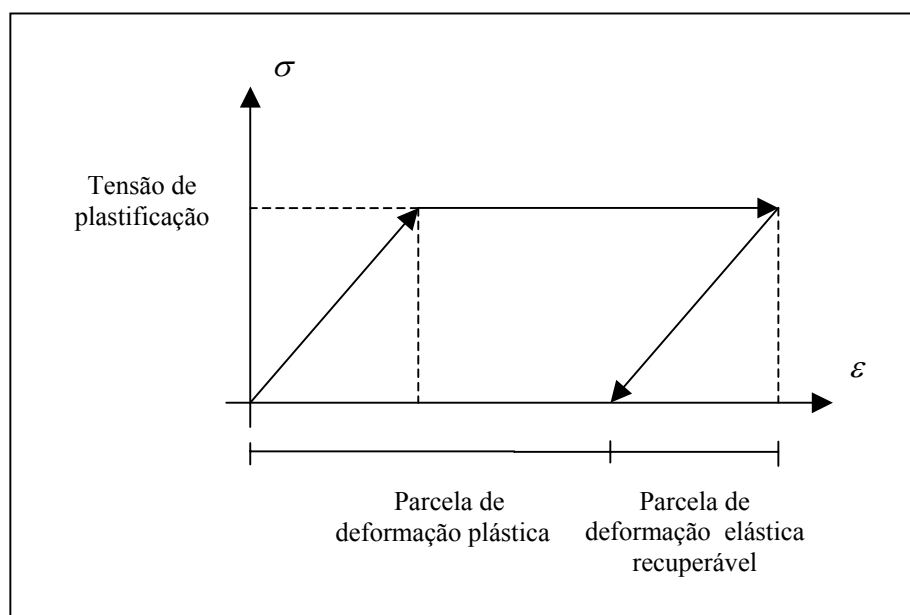 σ
Tensão de
plastificação
ε
Parcela de
deformação plástica
Parcela de
deformação elástica
recuperável